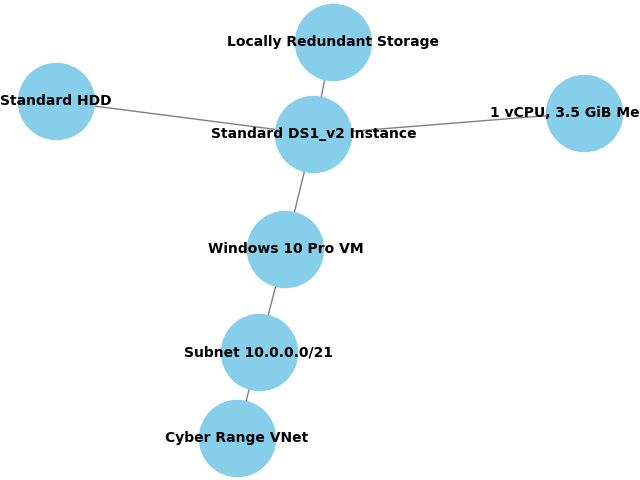 Locally Redundant Storage
Standard HDD
1 vCPU, 3.5 GiB Me
Standard DS1_v2 Instance
Windows 10 Pro VM
Subnet 10.0.0.0/21
Cyber Range VNet